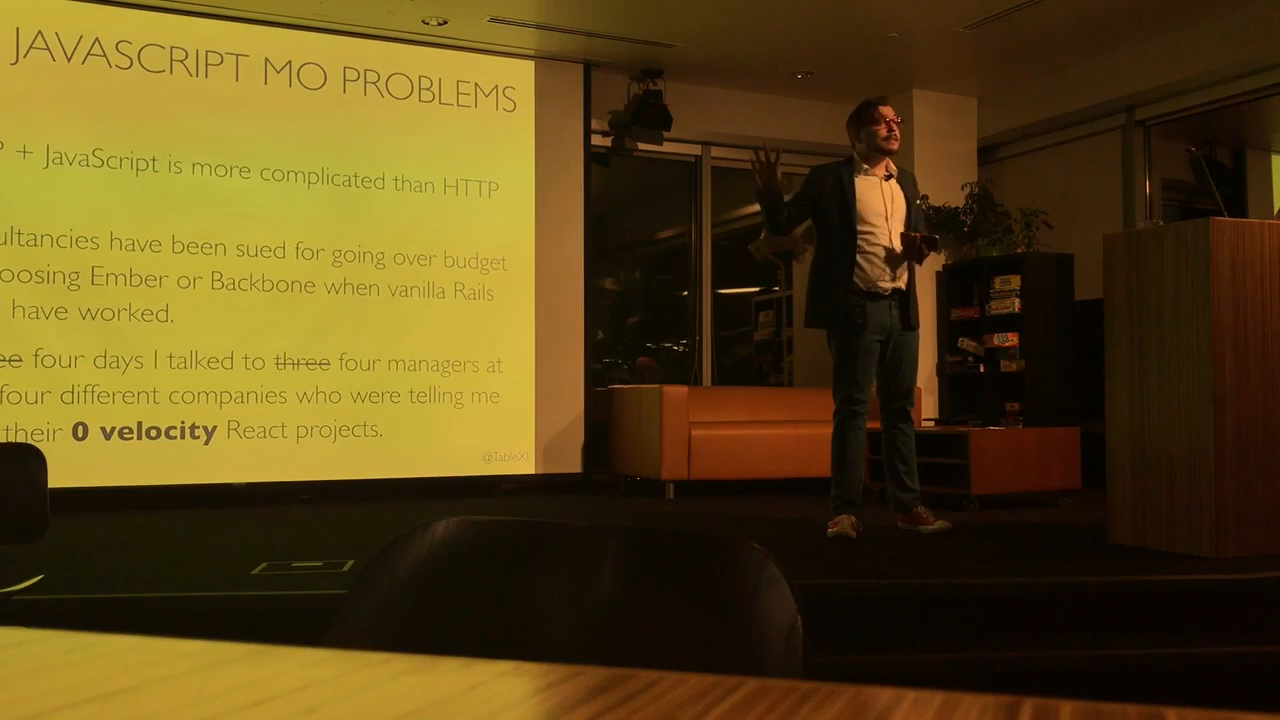 JAVASCRIPT MO PROBLEMS
+ JavaScript is more complicated than HTTP
ultancies have been sued for going over budget
oosing Ember or Backbone when vanilla Rails
have worked.
ee four days I talked to three four managers at
four different companies who were telling me
their 0 velocity React projects.
@TableXI